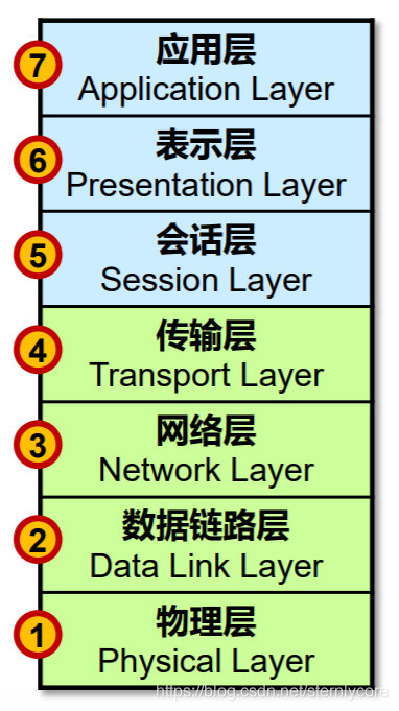 7
应用层
Application Layer
6
表示层
Presentation Layer
5
会话层
Session Layer
4
传输层
Transport Layer
3
网络层
Network Layer
2
数据链路层
Data Link Layer
1
物理层
Physical Layer
https://blog.csdn.net/sternlycore